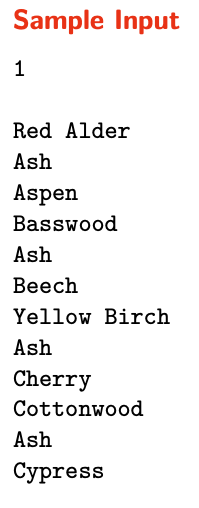 Sample Input
1
Red Alder
Ash
Aspen
Basswood
Ash
Beech
Yellow Birch
Ash
Cherry
Cottonwood
Ash
Cypress